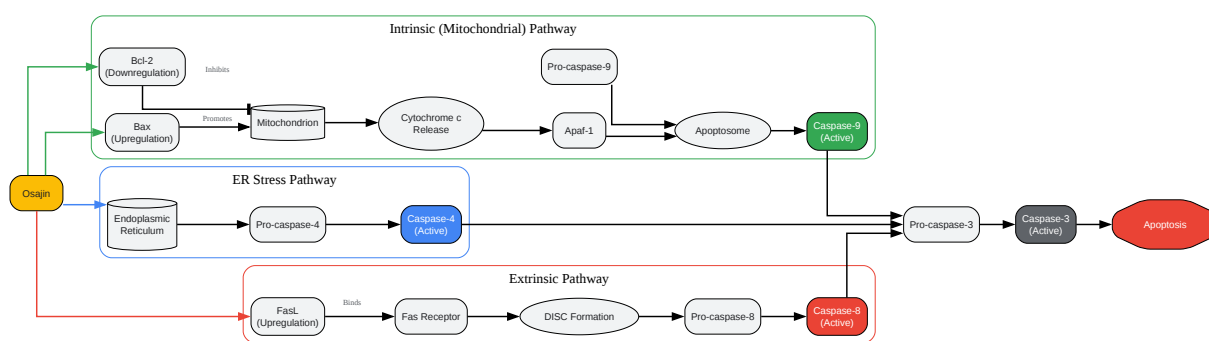 Intrinsic (Mitochondrial) Pathway
Bcl-2
(Downregulation)
Inhibits
Pro-caspase-9
Bax
(Upregulation)
Promotes
Mitochondrion
Cytochrome c
Release
Apaf-1
Apoptosome
Caspase-9
(Active)
Osajin
ER Stress Pathway
Endoplasmic
Reticulum
Pro-caspase-4
Caspase-4
(Active)
Pro-caspase-3
Caspase-3
(Active)
Apoptosis
Extrinsic Pathway
FasL
(Upregulation)
Binds
Fas Receptor
DISC Formation
Pro-caspase-8
Caspase-8
(Active)